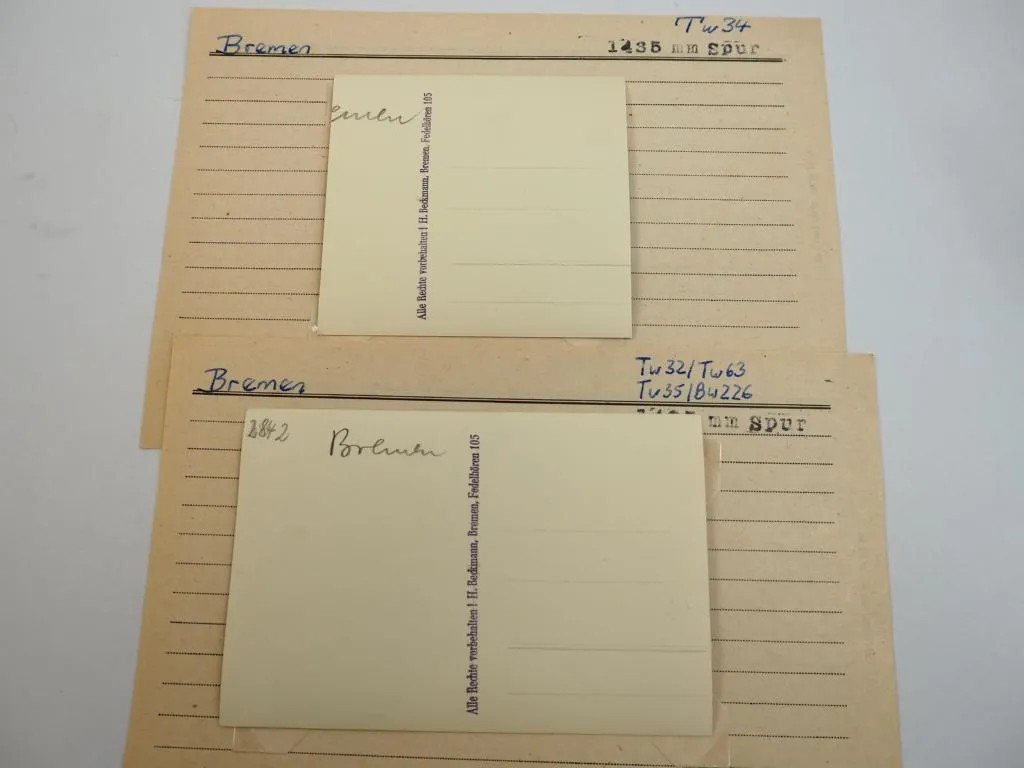 Tw34
Bremen
1435 mm Spur
emen
Alle Rechte vorbehalten! H. Beckmann, Bremen, Fedelhören 105
Bremen
Tw32/Tw63
Tw35/Bw226
mm Spur
2842
Bremen
Alle Rechte vorbehalten! H. Beckmann, Bremen, Fedelhören 105